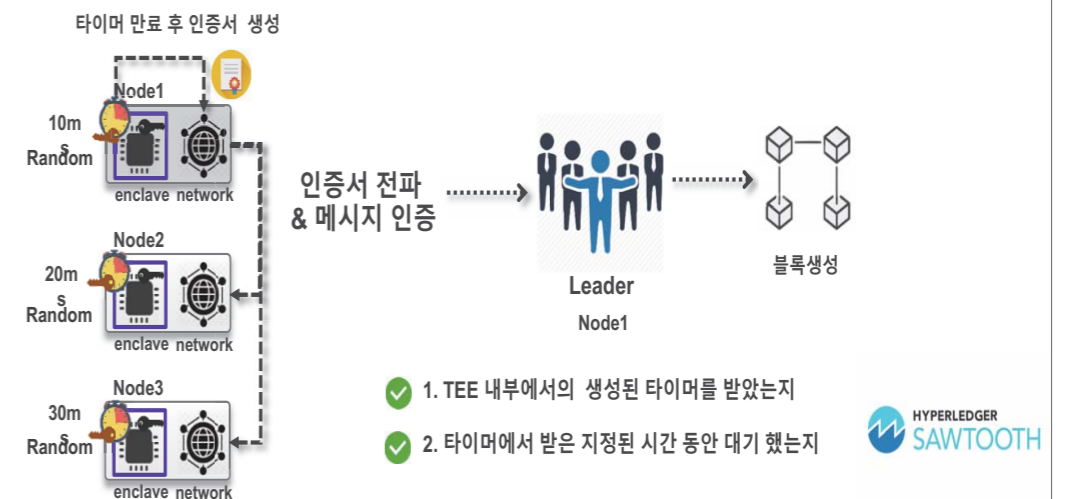 타이머 만료 후 인증서 생성
Node1
10m
s
Random
enclave network
Node2
20m
s
Random
enclave network
Node3
30m
s
Random
enclave network
인증서 전파
& 메시지 인증
Leader
Node1
블록생성
1. TEE 내부에서의 생성된 타이머를 받았는지
2. 타이머에서 받은 지정된 시간 동안 대기 했는지
HYPERLEDGER
SAWTOOTH